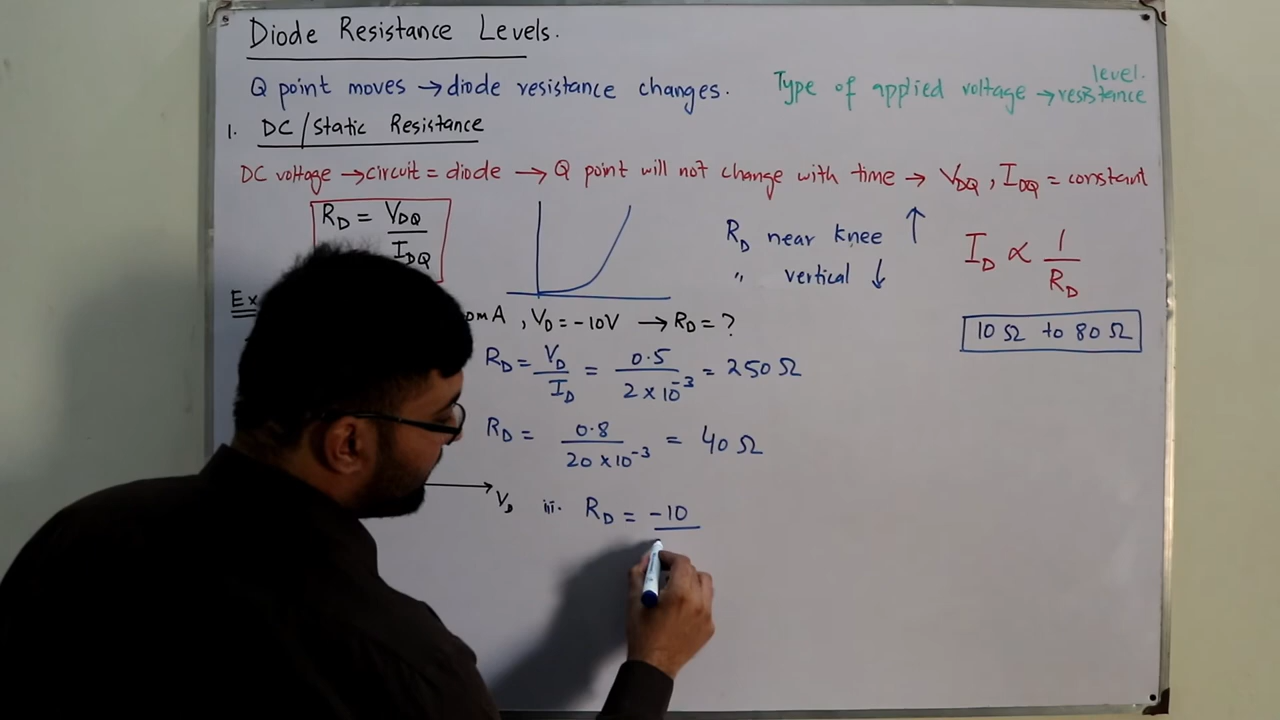 Diode Resistance Levels.
Q point moves → diode resistance changes.
Type of applied voltage → resistance level.
1. DC/Static Resistance
DC voltage → circuit = diode → Q point will not change with time → VDQ, IDQ = constant
RD = VDQ / IDQ
RD near knee ↑
" vertical ↓
ID ∝ 1 / RD
10 Ω to 80 Ω
mA, VD = -10V → RD = ?
RD = VD / ID = 0.5 / 2 × 10⁻³ = 250 Ω
RD = 0.8 / 20 × 10⁻³ = 40 Ω
VD
iii. RD = -10